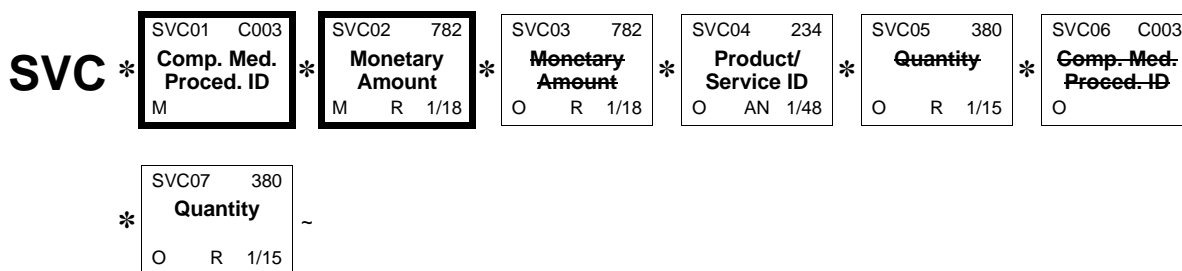 SVC * SVC01 C003 * SVC02 782 * SVC03 782 * SVC04 234 * SVC05 380 * SVC06 C003
Comp. Med. Monetary Monetary Product/ Quantity Comp. Med.
Proced. ID Amount Amount Service ID Proced. ID
M M R 1/18 O R 1/18 O AN 1/48 O R 1/15 O
* SVC07 380 ~
Quantity
O R 1/15